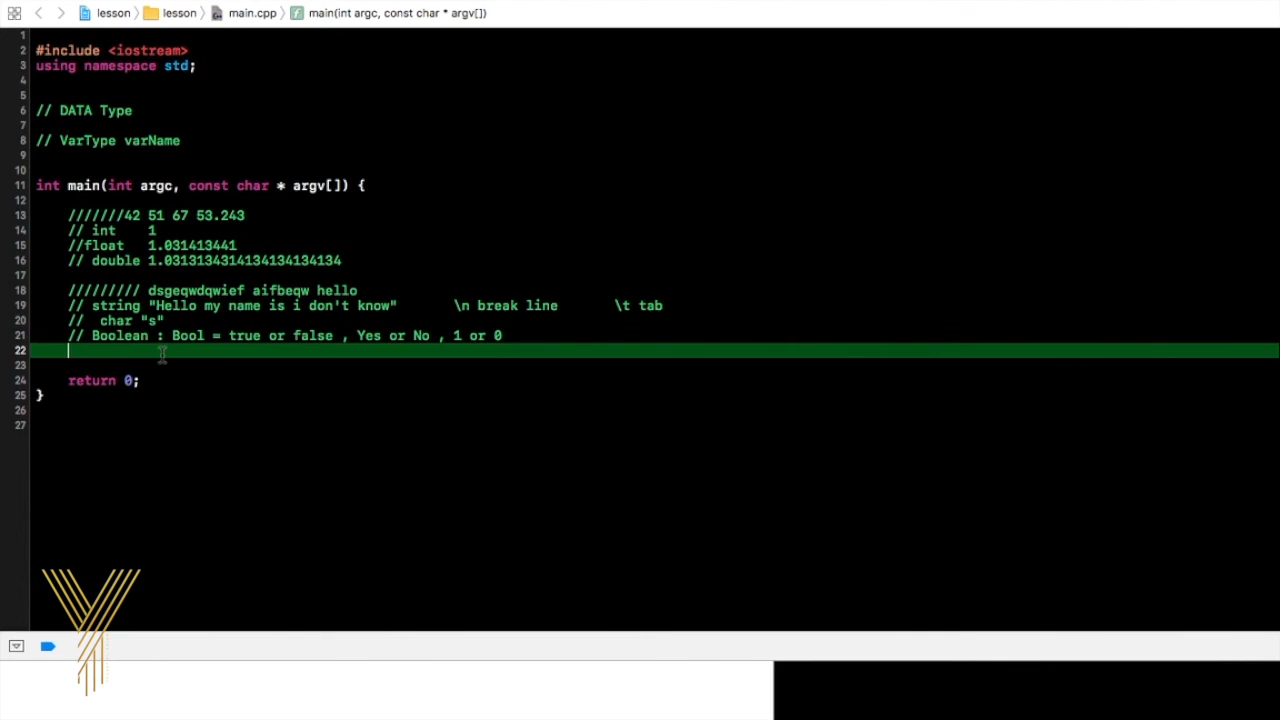 lesson lesson main.cpp main(int argc, const char * argv[])
1
2 #include <iostream>
3 using namespace std;
4
5
6 // DATA Type
7
8 // VarType varName
9
10
11 int main(int argc, const char * argv[]) {
12
13 ///////42 51 67 53.243
14 // int 1
15 //float 1.031413441
16 // double 1.0313134314134134134134
17
18 ///////// dsgeqwdqwief aifbeqw hello
19 // string "Hello my name is i don't know" \n break line \t tab
20 // char "s"
21 // Boolean : Bool = true or false , Yes or No , 1 or 0
22
23
24 return 0;
25 }
26
27